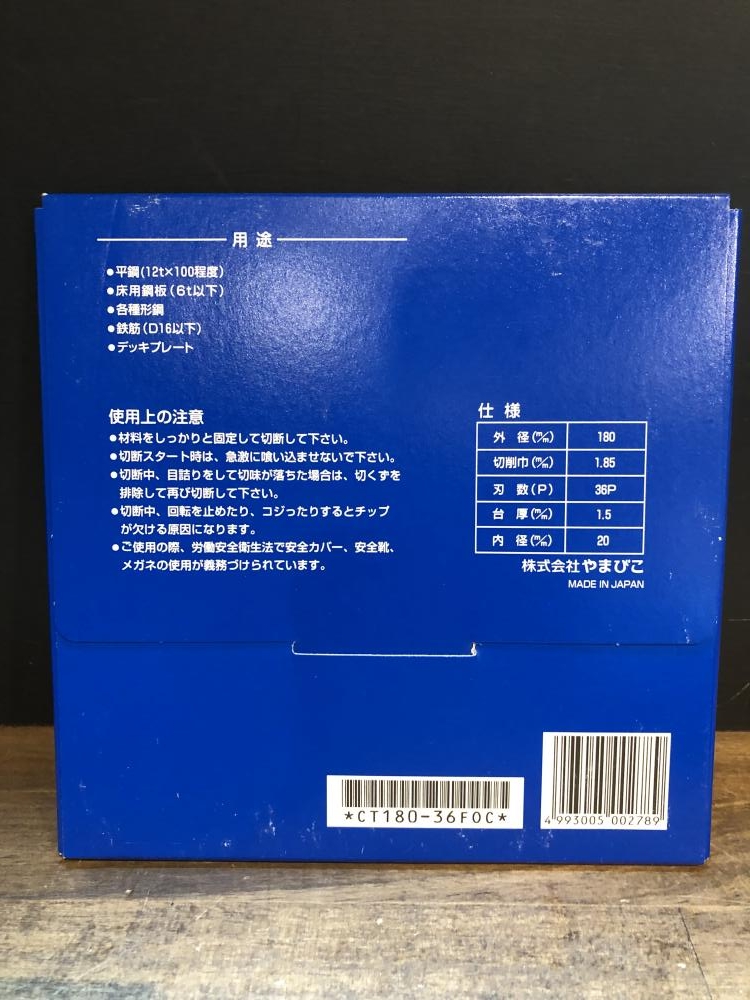 用途
●平鋼(12t×100程度)
●床用鋼板(6t以下)
●各種形鋼
●鉄筋(D16以下)
●デッキプレート
使用上の注意
●材料をしっかりと固定して切断して下さい。
●切断スタート時は、急激に喰い込ませないで下さい。
●切断中、目詰りをして切味が落ちた場合は、切くずを
排除して再び切断して下さい。
●切断中、回転を止めたり、コジったりするとチップ
が欠ける原因になります。
●ご使用の際、労働安全衛生法で安全カバー、安全靴、
メガネの使用が義務づけられています。
仕様
外径(m/m) 180
切削巾(m/m) 1.85
刃数(P) 36P
台厚(m/m) 1.5
内径(m/m) 20
株式会社やまびこ
MADE IN JAPAN
*CT180-36FOC*
4993005002789